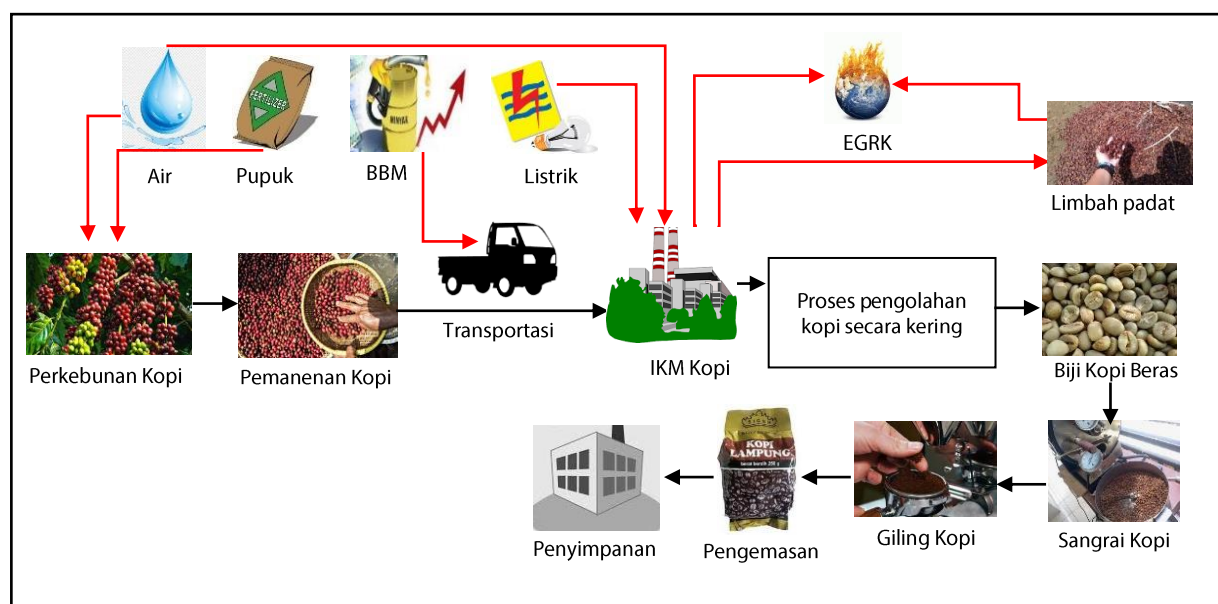 FERTILIZER
MINYAK
Air
Pupuk
BBM
Listrik
EGRK
Limbah padat
Perkebunan Kopi
Pemanenan Kopi
Transportasi
IKM Kopi
Proses pengolahan
kopi secara kering
Biji Kopi Beras
KOPI
LAMPUNG
Penyimpanan
Pengemasan
Giling Kopi
Sangrai Kopi